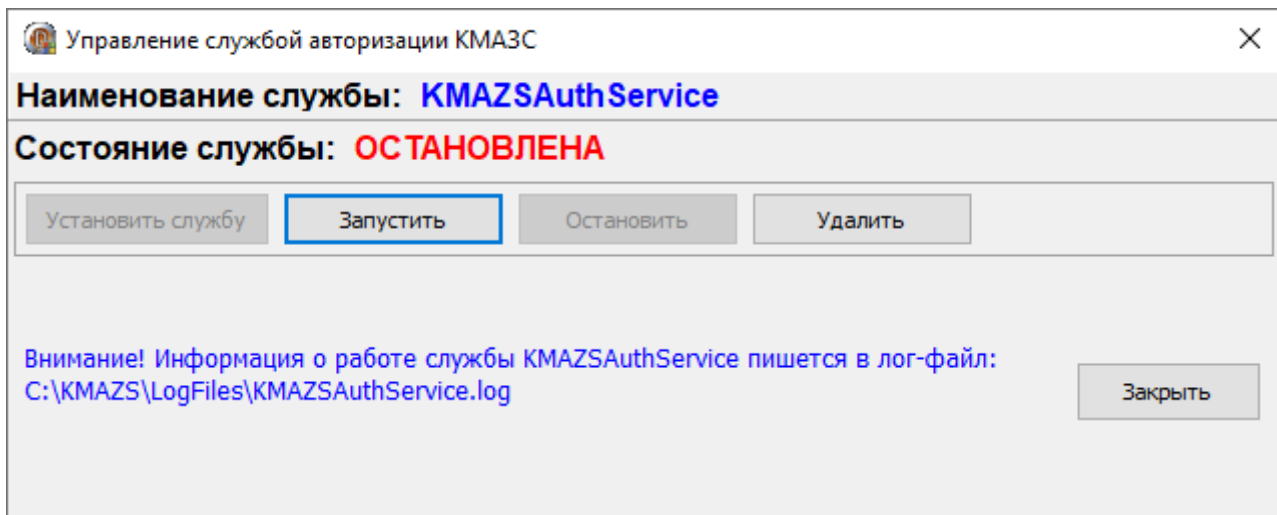 Управление службой авторизации КМАЗС
Наименование службы: KMAZSAuthService
Состояние службы: ОСТАНОВЛЕНА
Установить службу Запустить Остановить Удалить
Внимание! Информация о работе службы KMAZSAuthService пишется в лог-файл:
C:\KMAZS\LogFiles\KMAZSAuthService.log
Закрыть